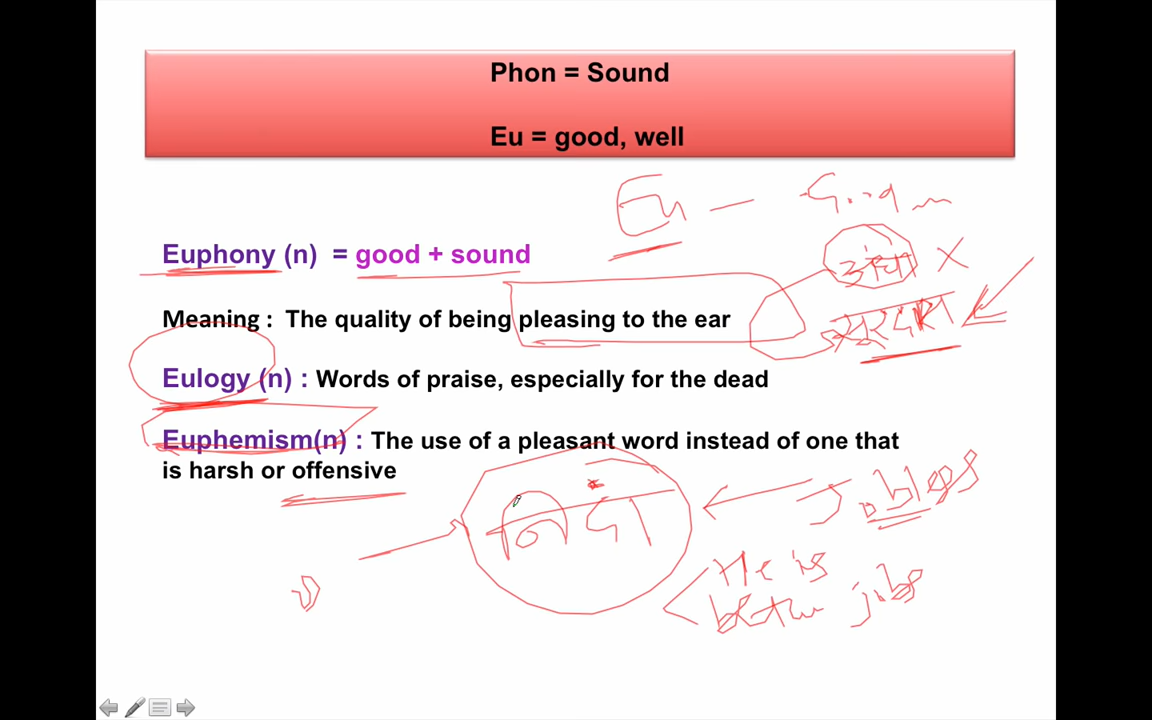 Phon = Sound
Eu = good, well
Eu — Good
Euphony (n) = good + sound
Meaning : The quality of being pleasing to the ear
Eulogy (n) : Words of praise, especially for the dead
Euphemism(n) : The use of a pleasant word instead of one that
is harsh or offensive
निंदा
Jobless
He is
between jobs